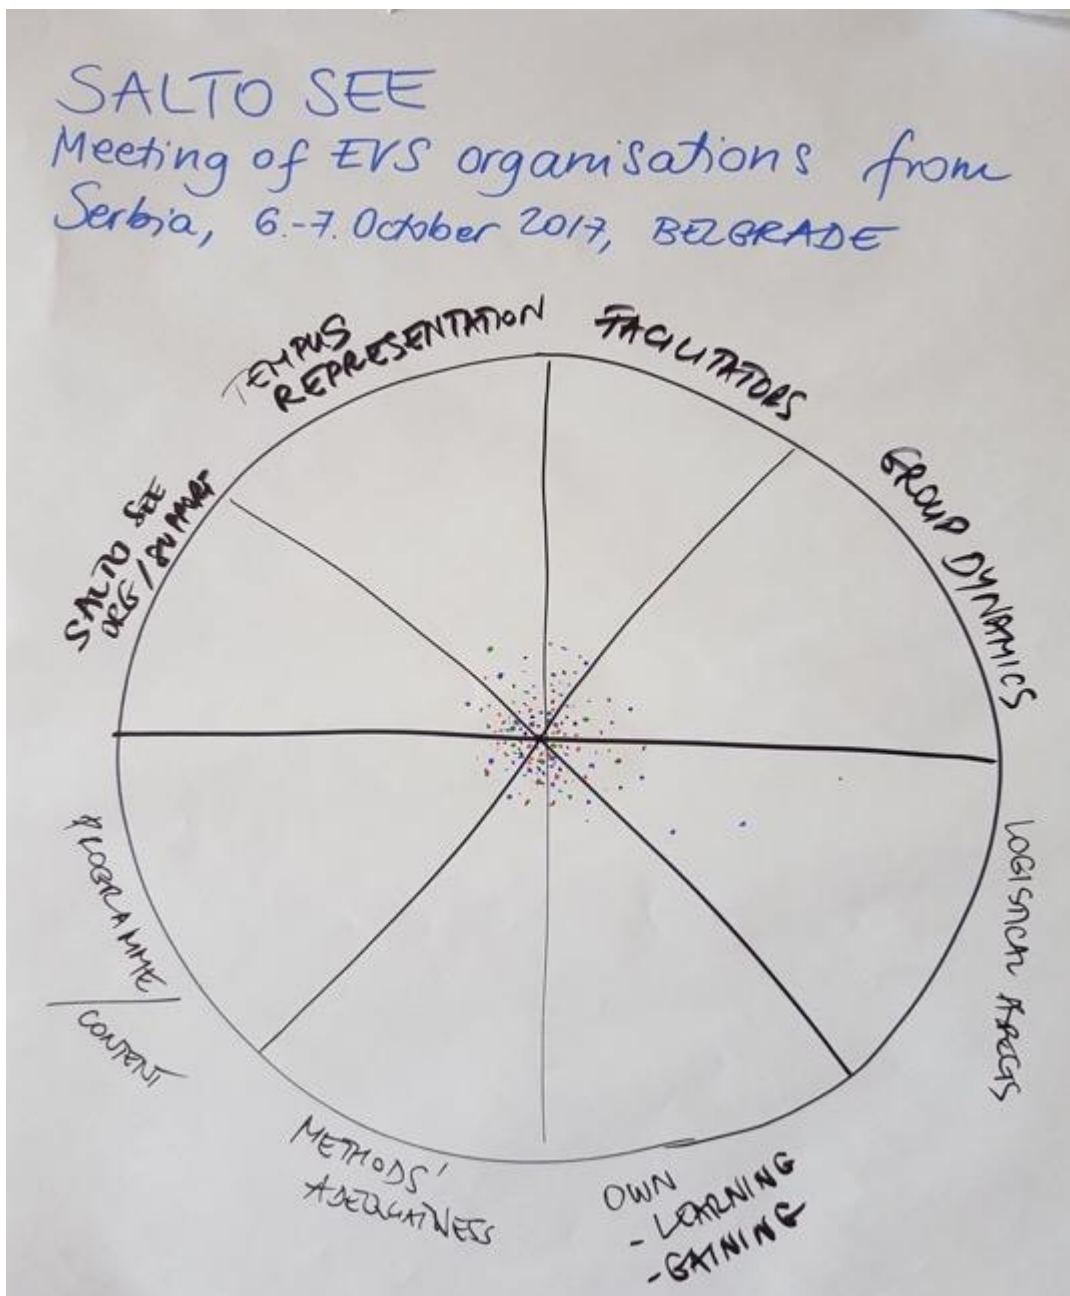 SALTO SEE
Meeting of EVS organisations from
Serbia, 6.-7. October 2017, BELGRADE
TEMPUS
REPRESENTATION
FACILITATORS
GROUP DYNAMICS
LOGISTICAL
OWN
- LEARNING
- GAINING
METHODS'
ADEQUATNESS
PROGRAMME
CONTENT
SALTO SEE
ORG/SUPPORT